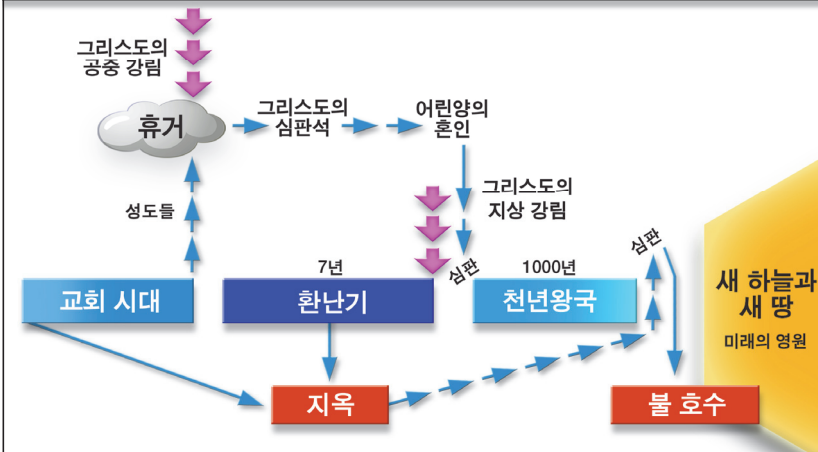 그리스도의
공중 강림
휴거
그리스도의
심판석
어린양의
혼인
성도들
그리스도의
지상 강림
심판
심판
7년
1000년
교회 시대
환난기
천년왕국
새 하늘과
새 땅
미래의 영원
지옥
불 호수